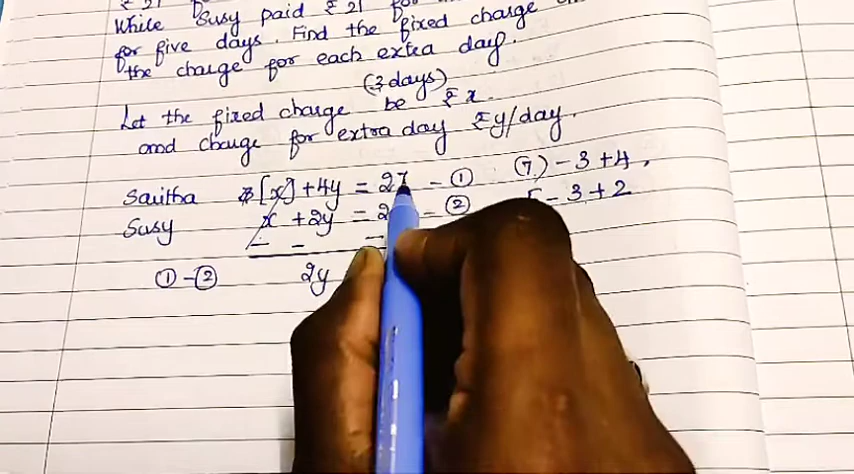 ₹ 21
While Susy paid ₹ 21 for
for five days. Find the fixed charge
the charge for each extra day.
(3 days)
Let the fixed charge be ₹ x.
and charge for extra day ₹ y/day.
Savitha [x] + 4y = 27 - ① (7) - 3 + 4,
Susy x + 2y = 2 - ② 5 - 3 + 2
- - -
① - ② 2y